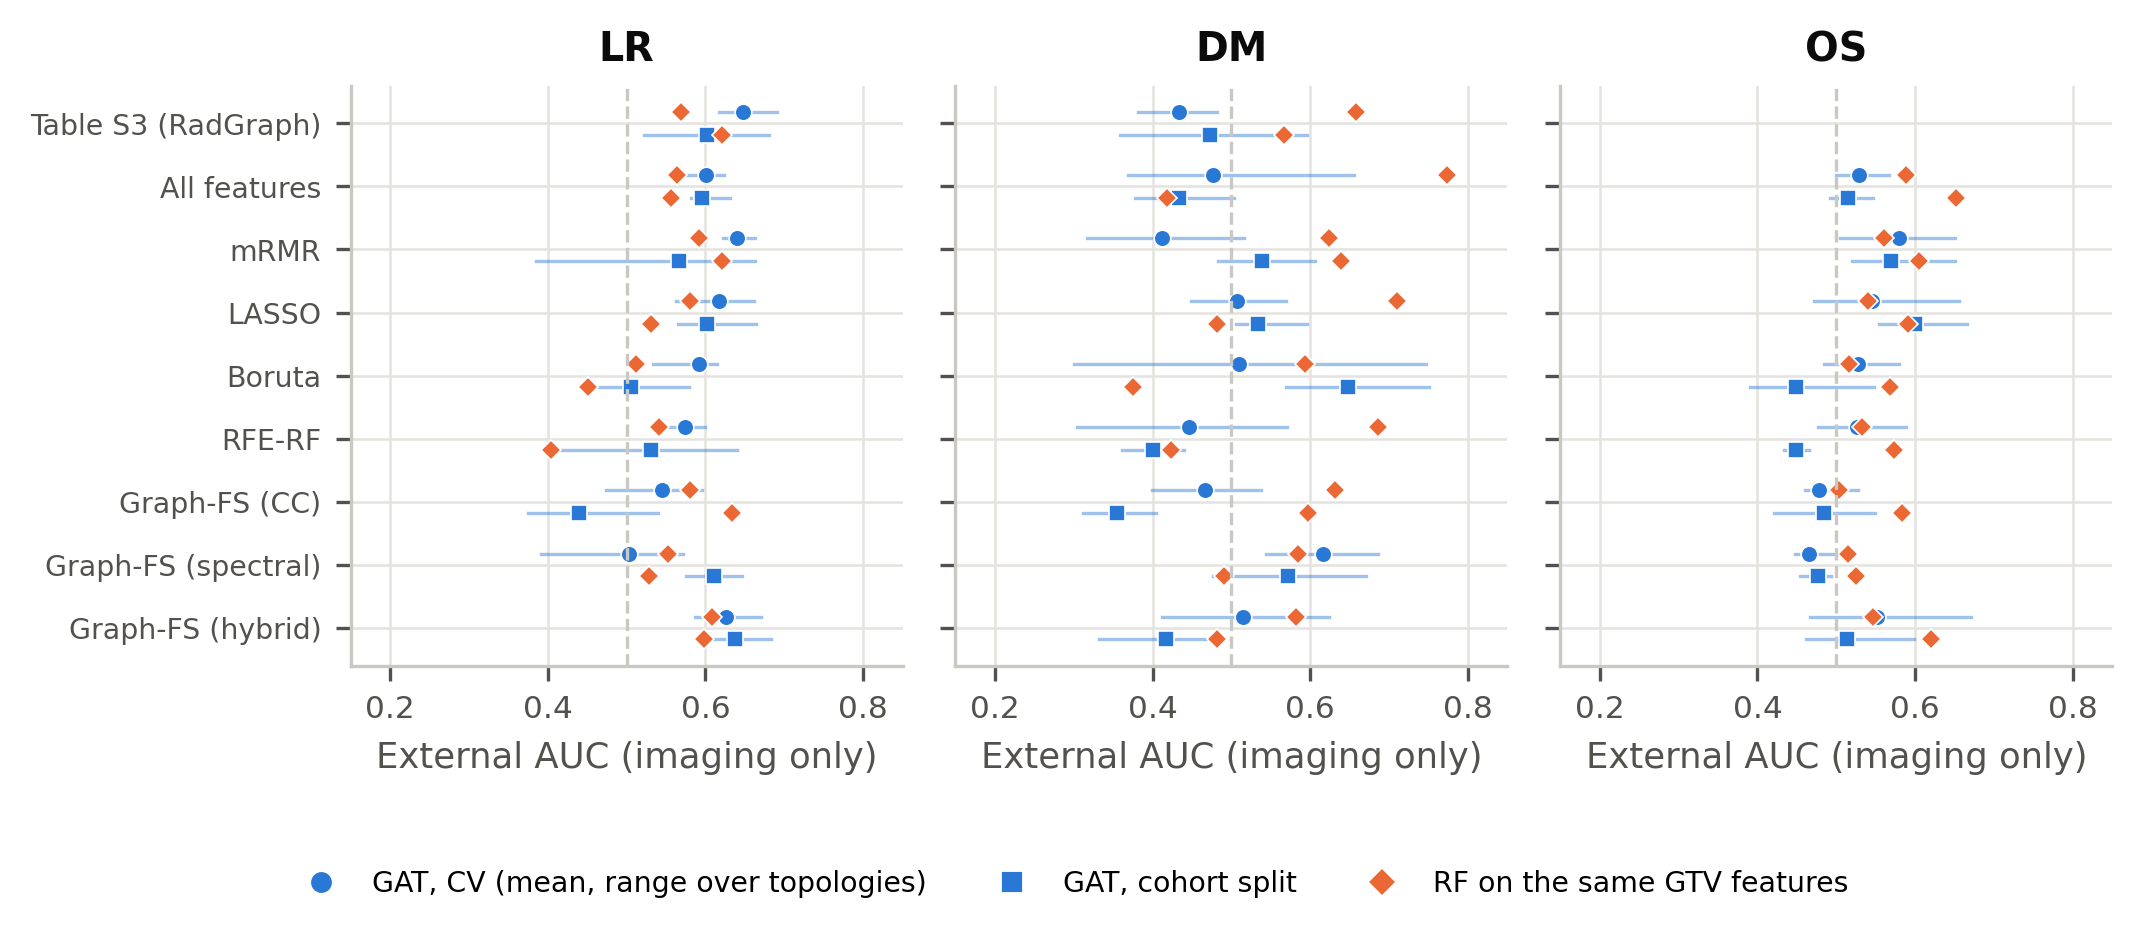 LR DM OS
Table S3 (RadGraph)
All features
mRMR
LASSO
Boruta
RFE-RF
Graph-FS (CC)
Graph-FS (spectral)
Graph-FS (hybrid)
0.2 0.4 0.6 0.8 0.2 0.4 0.6 0.8 0.2 0.4 0.6 0.8
External AUC (imaging only) External AUC (imaging only) External AUC (imaging only)
GAT, CV (mean, range over topologies) GAT, cohort split RF on the same GTV features